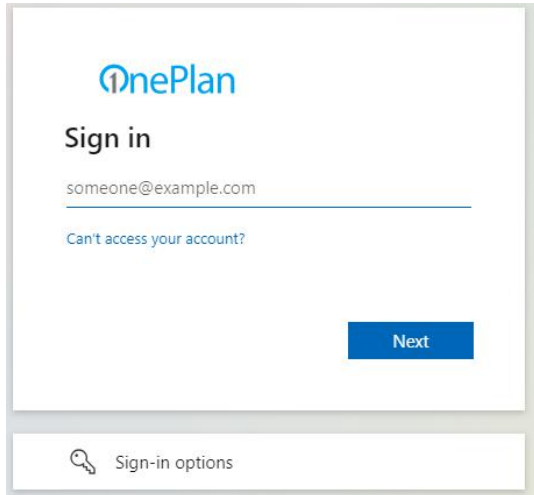 OnePlan
Sign in
someone@example.com
Can't access your account?
Next
Sign-in options